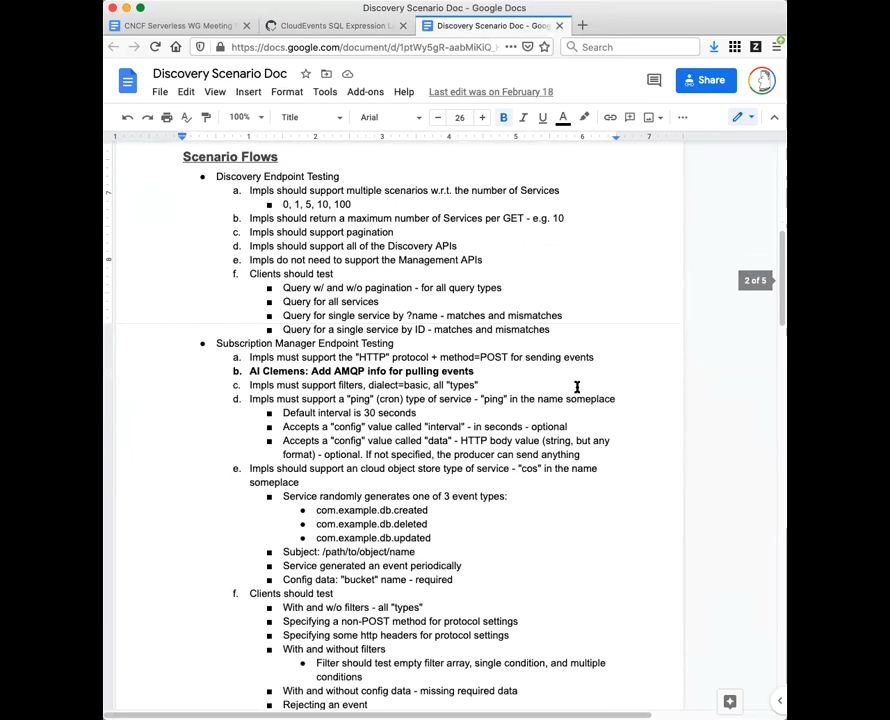 Discovery Scenario Doc - Google Docs
CNCF Serverless WG Meeting
CloudEvents SQL Expression L
Discovery Scenario Doc - Goog
https://docs.google.com/document/d/1ptWy5gR-aabMiKiQ_
Search
Discovery Scenario Doc
File Edit View Insert Format Tools Add-ons Help Last edit was on February 18
Share
100% Title Arial 26
1 1 2 3 4 5 6 7
Scenario Flows
● Discovery Endpoint Testing
a. Impls should support multiple scenarios w.r.t. the number of Services
■ 0, 1, 5, 10, 100
b. Impls should return a maximum number of Services per GET - e.g. 10
c. Impls should support pagination
d. Impls should support all of the Discovery APIs
e. Impls do not need to support the Management APIs
f. Clients should test
■ Query w/ and w/o pagination - for all query types
■ Query for all services
■ Query for single service by ?name - matches and mismatches
■ Query for a single service by ID - matches and mismatches
2 of 5
● Subscription Manager Endpoint Testing
a. Impls must support the "HTTP" protocol + method=POST for sending events
b. AI Clemens: Add AMQP info for pulling events
c. Impls must support filters, dialect=basic, all "types"
d. Impls must support a "ping" (cron) type of service - "ping" in the name someplace
■ Default interval is 30 seconds
■ Accepts a "config" value called "interval" - in seconds - optional
■ Accepts a "config" value called "data" - HTTP body value (string, but any
format) - optional. If not specified, the producer can send anything
e. Impls should support an cloud object store type of service - "cos" in the name
someplace
■ Service randomly generates one of 3 event types:
● com.example.db.created
● com.example.db.deleted
● com.example.db.updated
■ Subject: /path/to/object/name
■ Service generated an event periodically
■ Config data: "bucket" name - required
f. Clients should test
■ With and w/o filters - all "types"
■ Specifying a non-POST method for protocol settings
■ Specifying some http headers for protocol settings
■ With and without filters
● Filter should test empty filter array, single condition, and multiple
conditions
■ With and without config data - missing required data
■ Rejecting an event